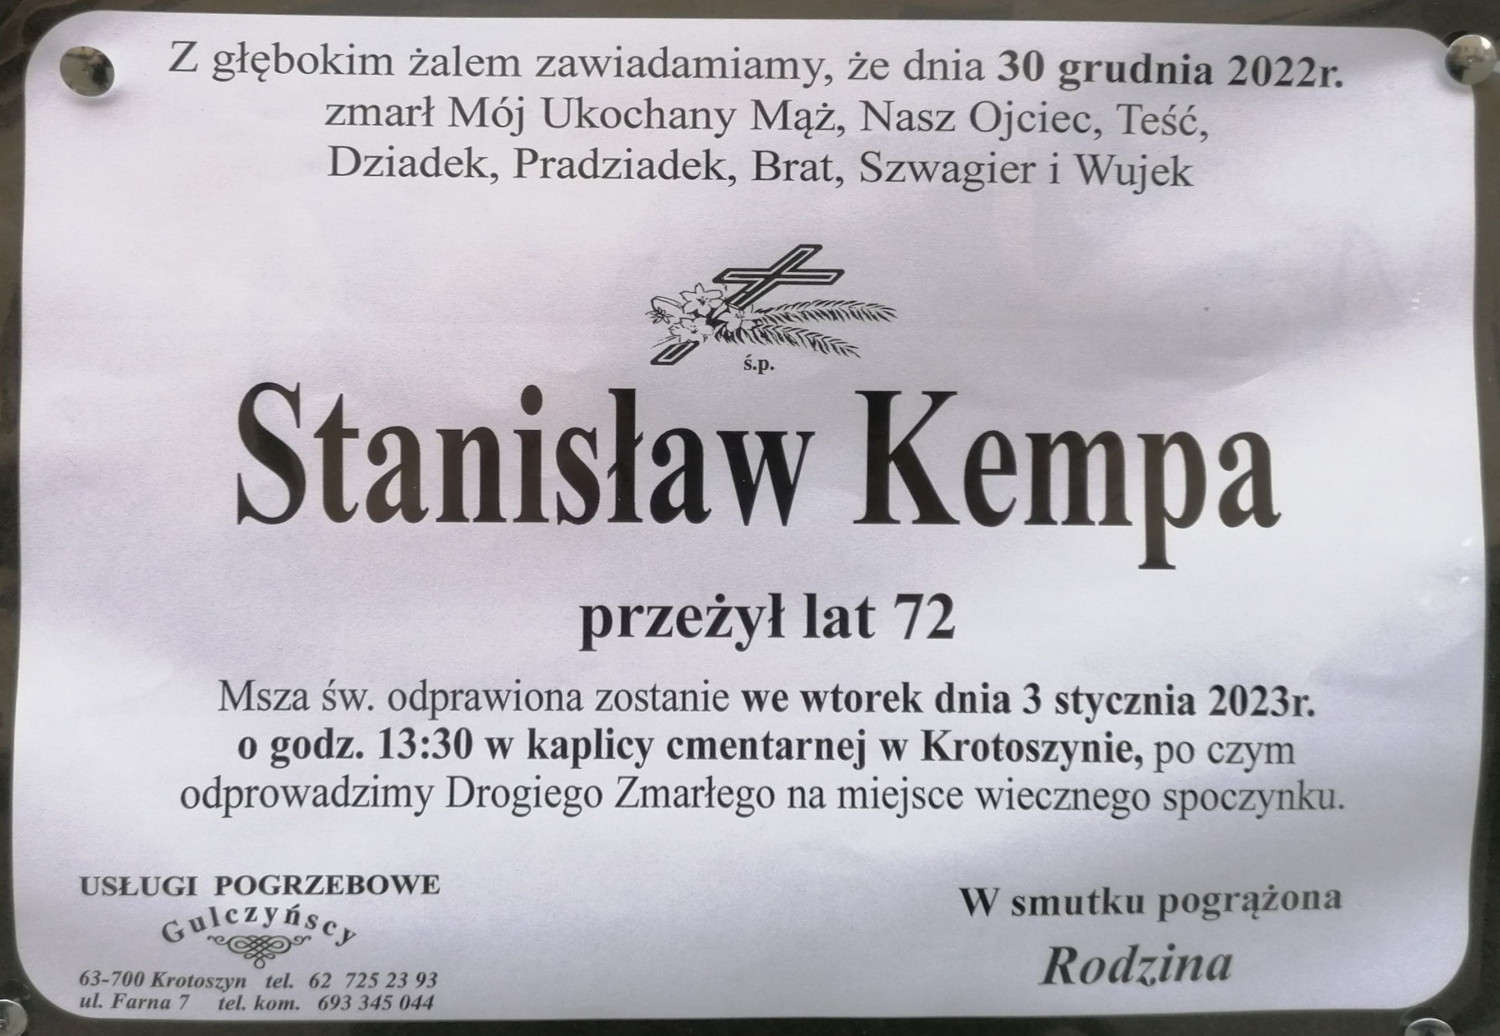 Z głębokim żalem zawiadamiamy, że dnia 30 grudnia 2022r.
zmarł Mój Ukochany Mąż, Nasz Ojciec, Teść,
Dziadek, Pradziadek, Brat, Szwagier i Wujek
ś.p.
Stanisław Kempa
przeżył lat 72
Msza św. odprawiona zostanie we wtorek dnia 3 stycznia 2023r.
o godz. 13:30 w kaplicy cmentarnej w Krotoszynie, po czym
odprowadzimy Drogiego Zmarłego na miejsce wiecznego spoczynku.
USŁUGI POGRZEBOWE
Gulczyńscy
63-700 Krotoszyn tel. 62 725 23 93
ul. Farna 7 tel. kom. 693 345 044
W smutku pogrążona
Rodzina